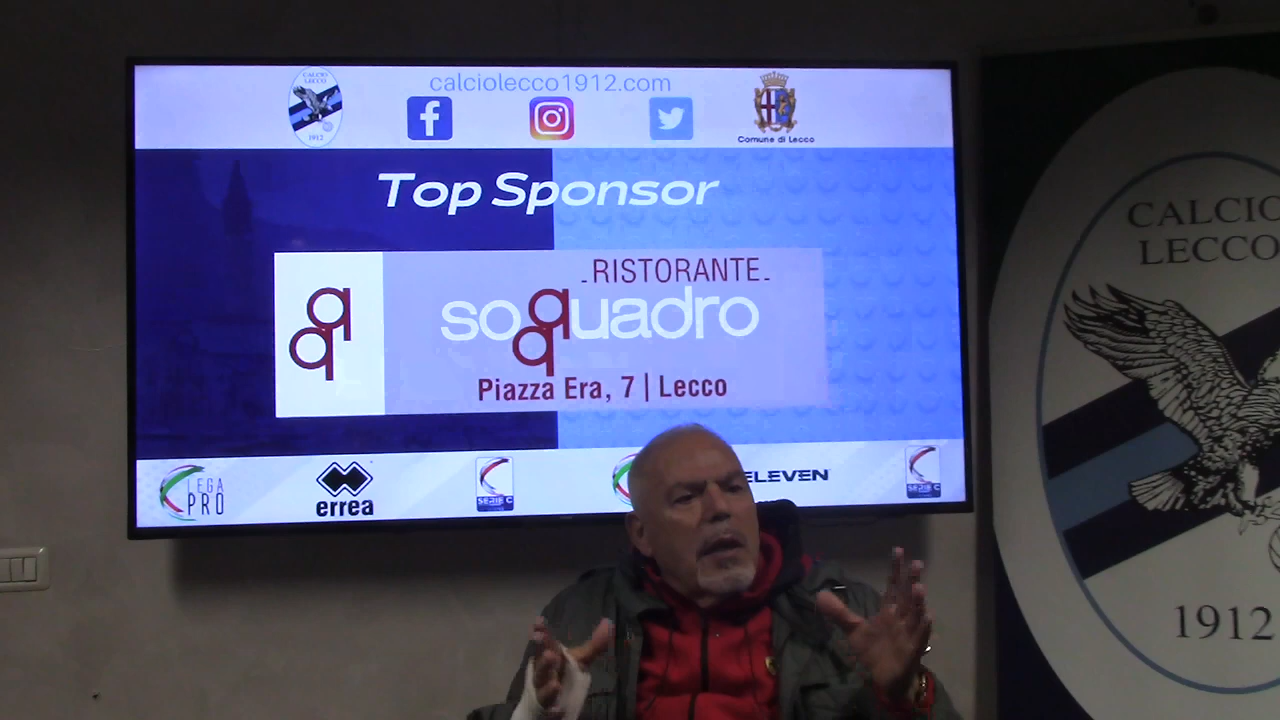 CALCIO
LECCO
1912
calciolecco1912.com
Comune di Lecco
Top Sponsor
- RISTORANTE -
soqquadro
Piazza Era, 7 | Lecco
LEGA
PRO
errea
SERIE C
ELEVEN
SERIE C
CALCIO
LECCO
1912